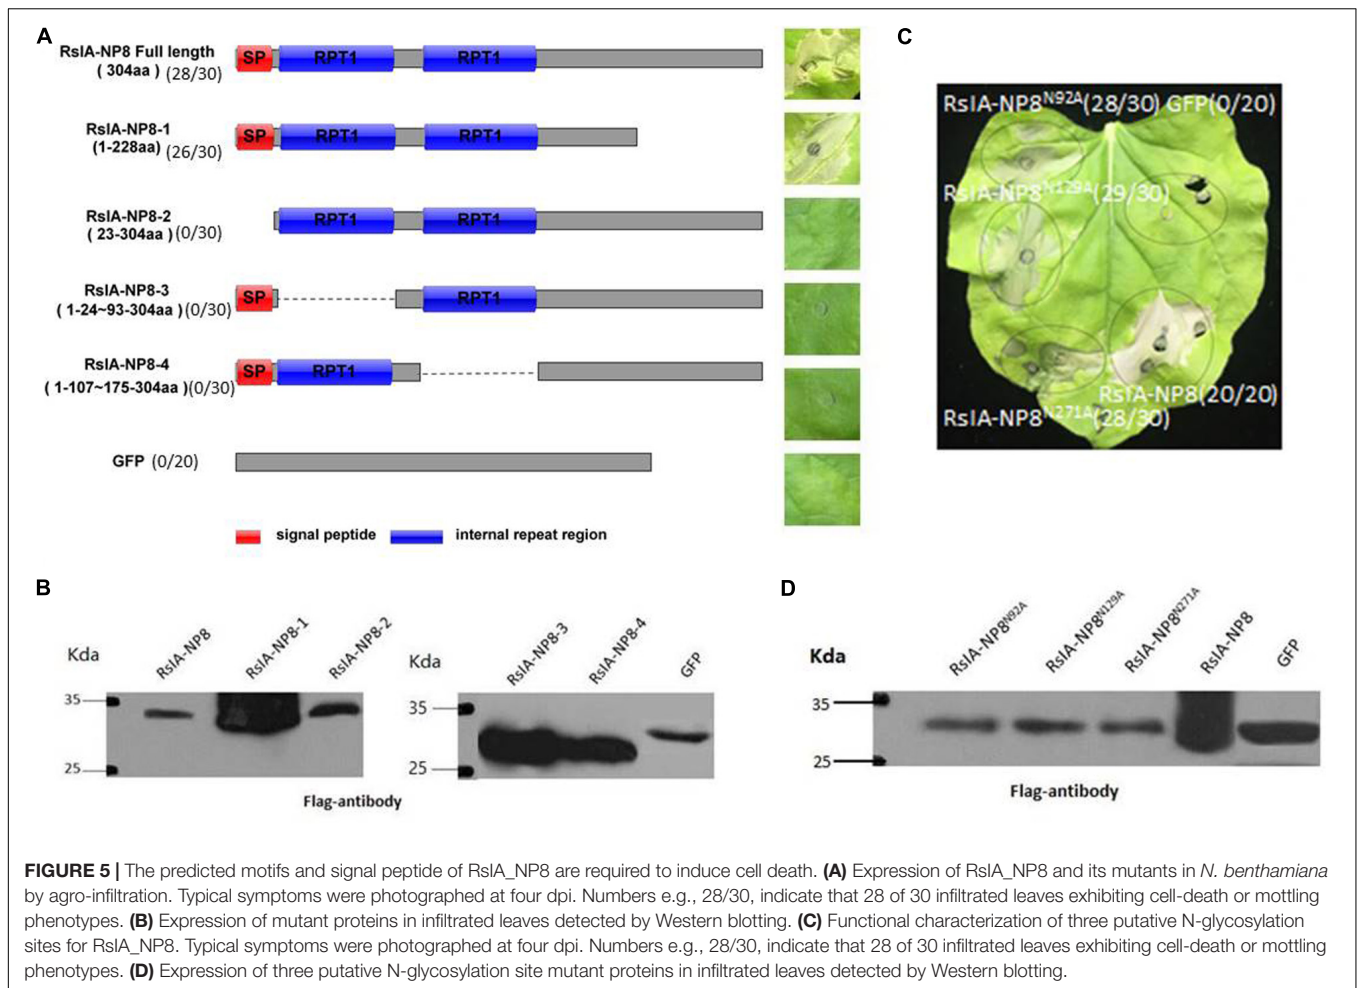 A
RsIA-NP8 Full length
( 304aa ) (28/30)
SP RPT1 RPT1
RsIA-NP8-1
(1-228aa) (26/30)
SP RPT1 RPT1
RsIA-NP8-2
( 23-304aa ) (0/30)
RPT1 RPT1
RsIA-NP8-3
( 1-24~93-304aa ) (0/30)
SP RPT1
RsIA-NP8-4
( 1-107~175-304aa ) (0/30)
SP RPT1
GFP (0/20)
signal peptide internal repeat region
C
RsIA-NP8N92A(28/30) GFP(0/20)
RsIA-NP8N129A(29/30)
RsIA-NP8(20/20)
RsIA-NP8N271A(28/30)
B
Kda
RsIA-NP8
RsIA-NP8-1
RsIA-NP8-2
35
25
Kda
RsIA-NP8-3
RsIA-NP8-4
GFP
35
25
Flag-antibody
D
Kda
RsIA-NP8N92A
RsIA-NP8N129A
RsIA-NP8N271A
RsIA-NP8
GFP
35
25
Flag-antibody
FIGURE 5 | The predicted motifs and signal peptide of RsIA_NP8 are required to induce cell death. (A) Expression of RsIA_NP8 and its mutants in N. benthamiana
by agro-infiltration. Typical symptoms were photographed at four dpi. Numbers e.g., 28/30, indicate that 28 of 30 infiltrated leaves exhibiting cell-death or mottling
phenotypes. (B) Expression of mutant proteins in infiltrated leaves detected by Western blotting. (C) Functional characterization of three putative N-glycosylation
sites for RsIA_NP8. Typical symptoms were photographed at four dpi. Numbers e.g., 28/30, indicate that 28 of 30 infiltrated leaves exhibiting cell-death or mottling
phenotypes. (D) Expression of three putative N-glycosylation site mutant proteins in infiltrated leaves detected by Western blotting.